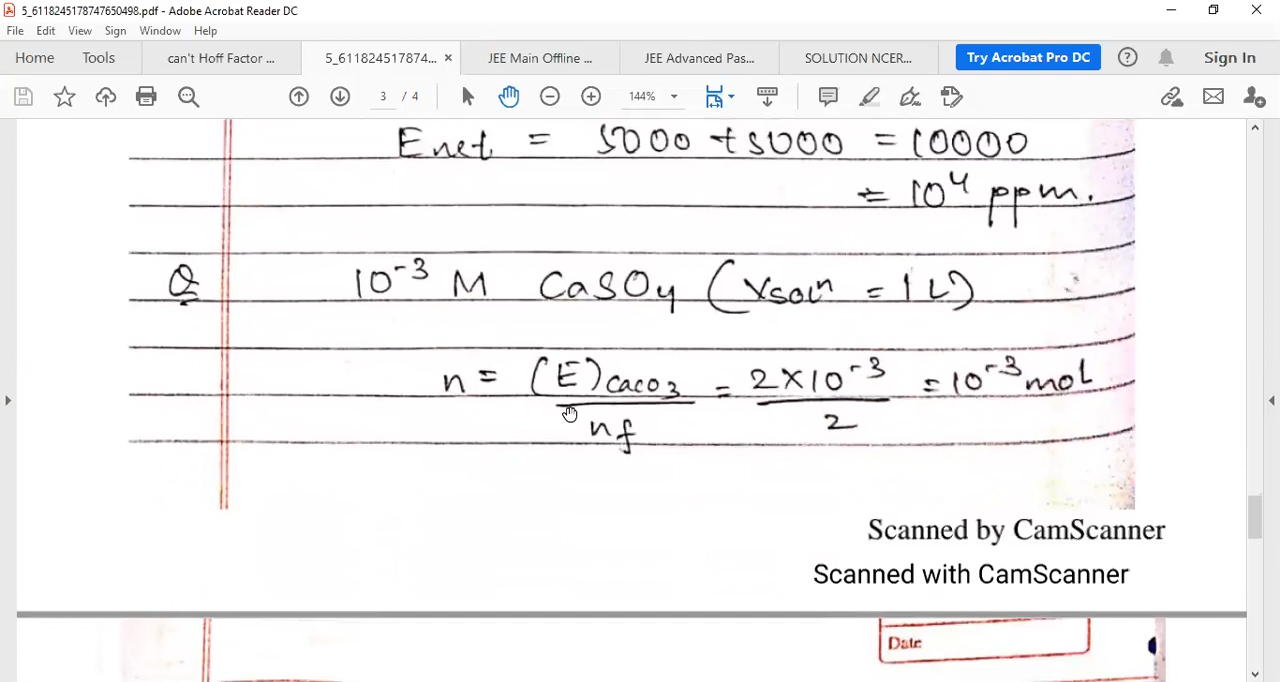 5_6118245178747650498.pdf - Adobe Acrobat Reader DC
File Edit View Sign Window Help
Home Tools can't Hoff Factor ... 5_611824517874... × JEE Main Offline ... JEE Advanced Pas... SOLUTION NCER... Try Acrobat Pro DC Sign In
3 / 4 144%
Enet = 5000 + 5000 = 10000
= 10⁴ ppm.
Q 10⁻³ M CaSO4 (Vsolⁿ = 1 L)
n = (E)CaCO3 / nf = 2×10⁻³ / 2 = 10⁻³ mol
Scanned by CamScanner
Scanned with CamScanner
Date